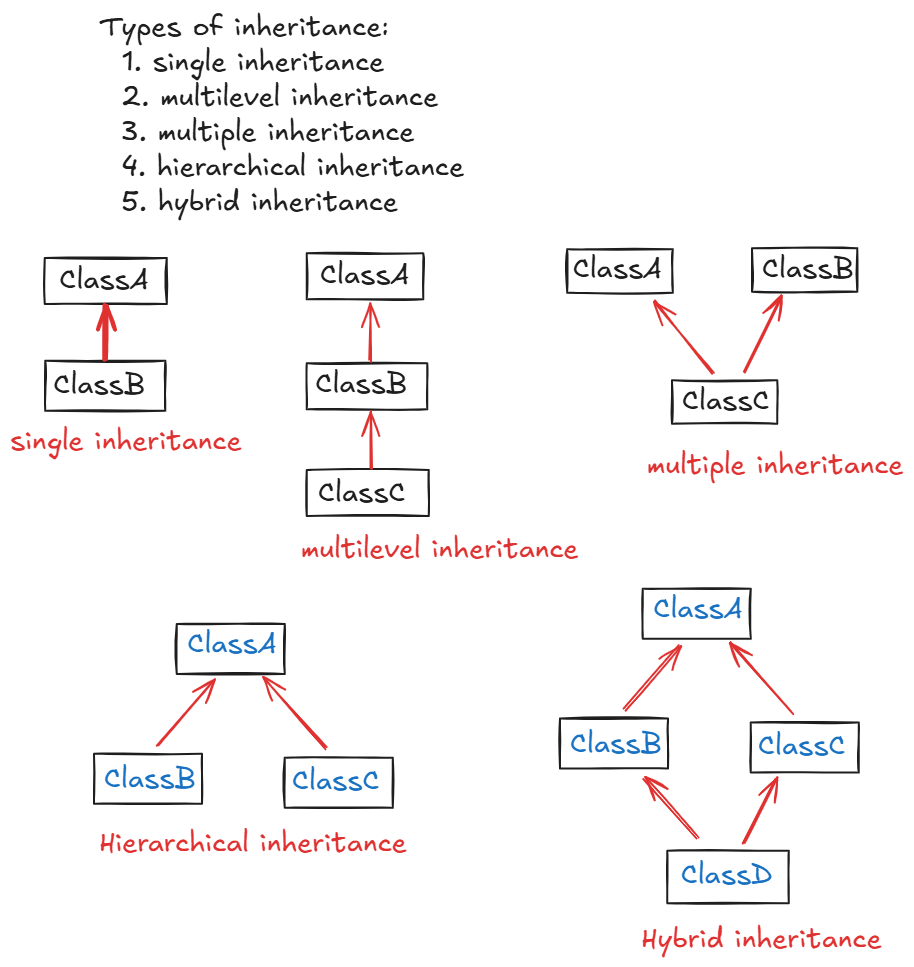 Types of inheritance:
1. single inheritance
2. multilevel inheritance
3. multiple inheritance
4. hierarchical inheritance
5. hybrid inheritance
ClassA
ClassB
single inheritance
ClassA
ClassB
ClassC
multilevel inheritance
ClassA
ClassB
ClassC
multiple inheritance
ClassA
ClassB
ClassC
Hierarchical inheritance
ClassA
ClassB
ClassC
ClassD
Hybrid inheritance